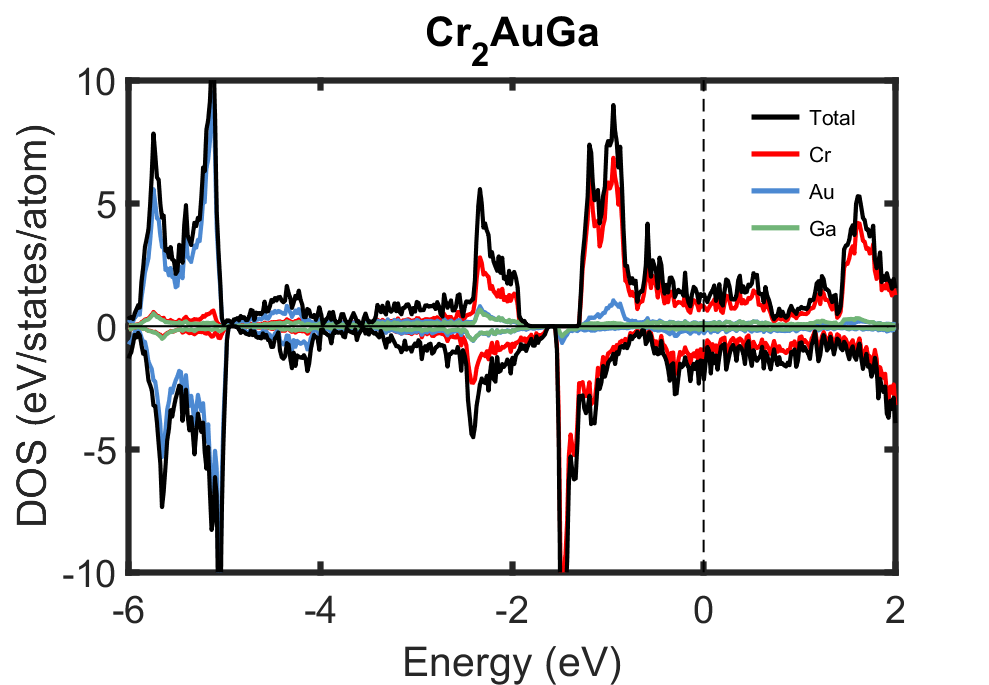 Cr2AuGa
10
5
0
-5
-10
DOS (eV/states/atom)
Total
Cr
Au
Ga
-6 -4 -2 0 2
Energy (eV)